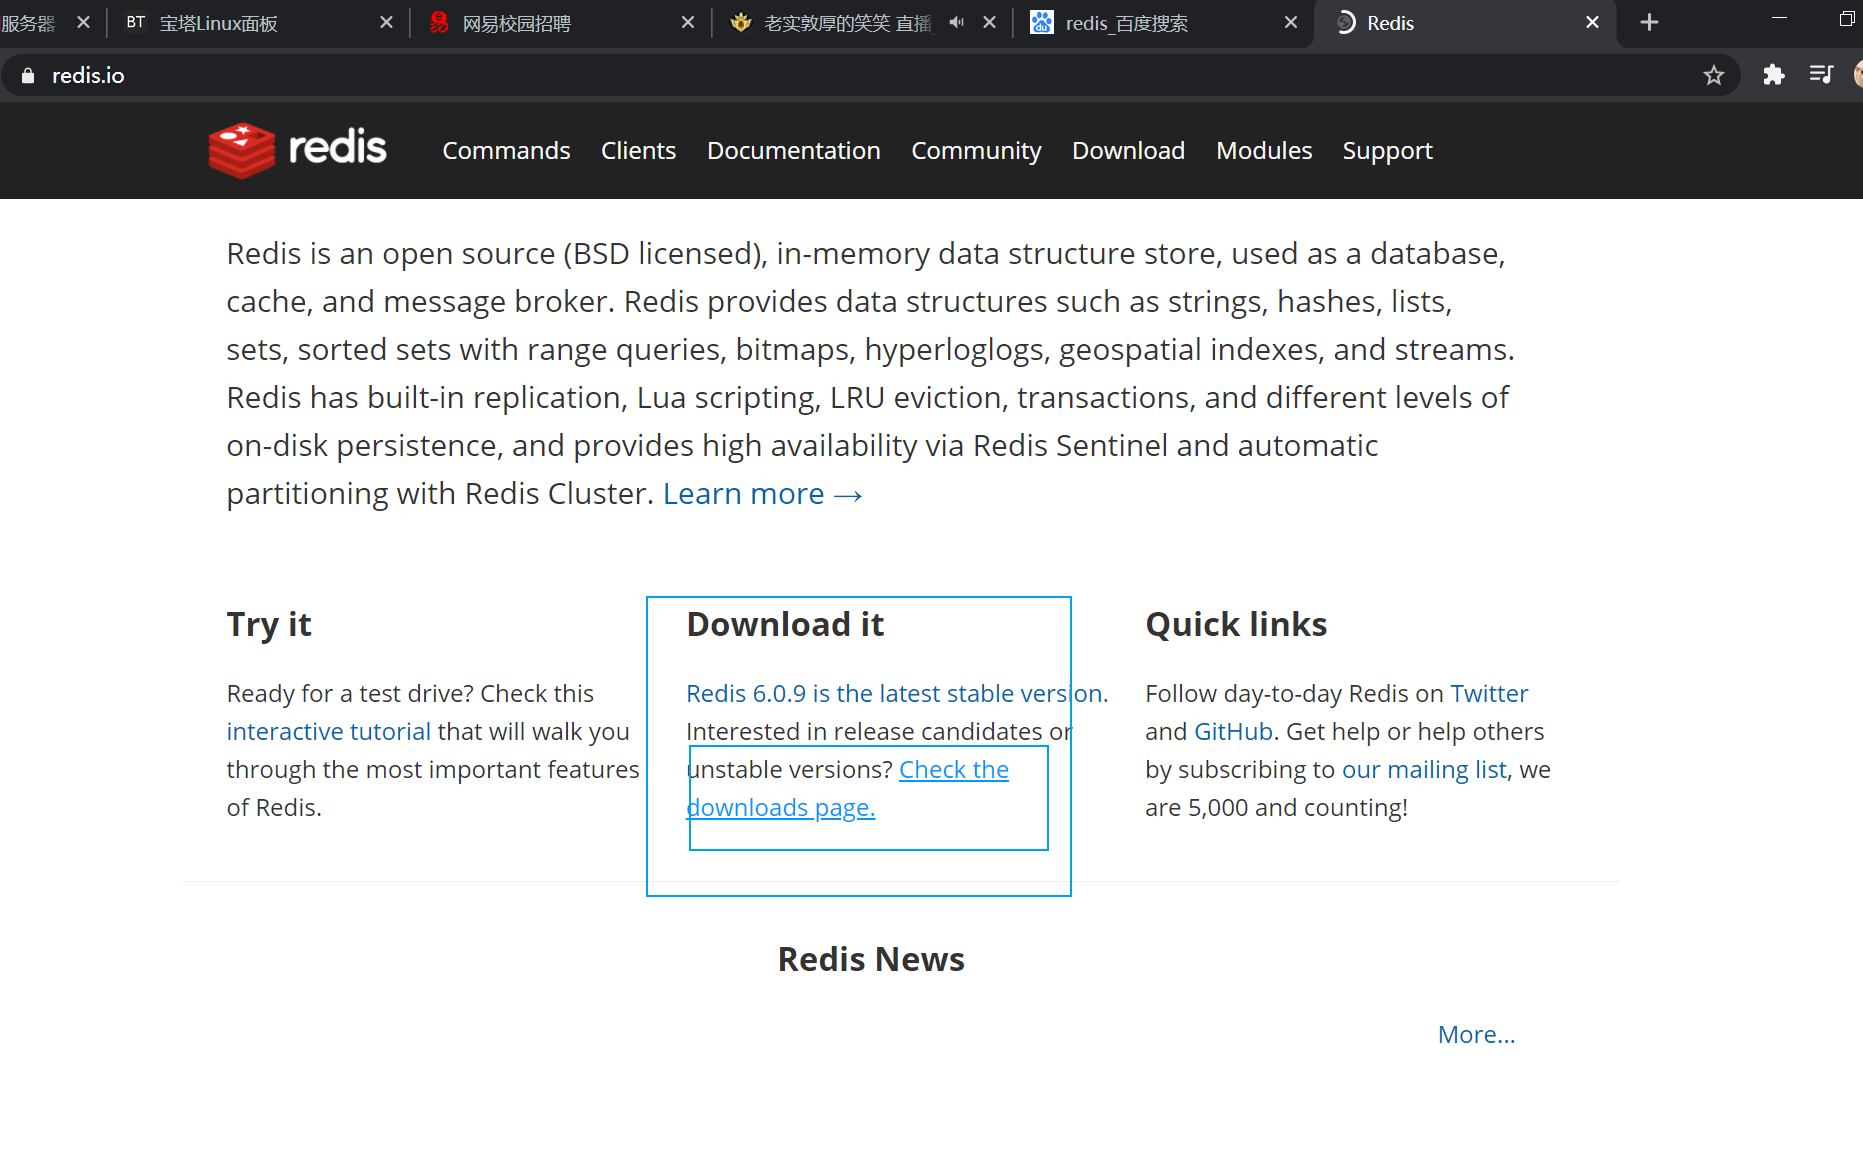 服务器
BT 宝塔Linux面板
网易校园招聘
老实敦厚的笑笑 直播
redis_百度搜索
Redis
redis.io
redis
Commands Clients Documentation Community Download Modules Support
Redis is an open source (BSD licensed), in-memory data structure store, used as a database,
cache, and message broker. Redis provides data structures such as strings, hashes, lists,
sets, sorted sets with range queries, bitmaps, hyperloglogs, geospatial indexes, and streams.
Redis has built-in replication, Lua scripting, LRU eviction, transactions, and different levels of
on-disk persistence, and provides high availability via Redis Sentinel and automatic
partitioning with Redis Cluster. Learn more →
Try it
Ready for a test drive? Check this
interactive tutorial that will walk you
through the most important features
of Redis.
Download it
Redis 6.0.9 is the latest stable version.
Interested in release candidates or
unstable versions? Check the
downloads page.
Quick links
Follow day-to-day Redis on Twitter
and GitHub. Get help or help others
by subscribing to our mailing list, we
are 5,000 and counting!
Redis News
More...